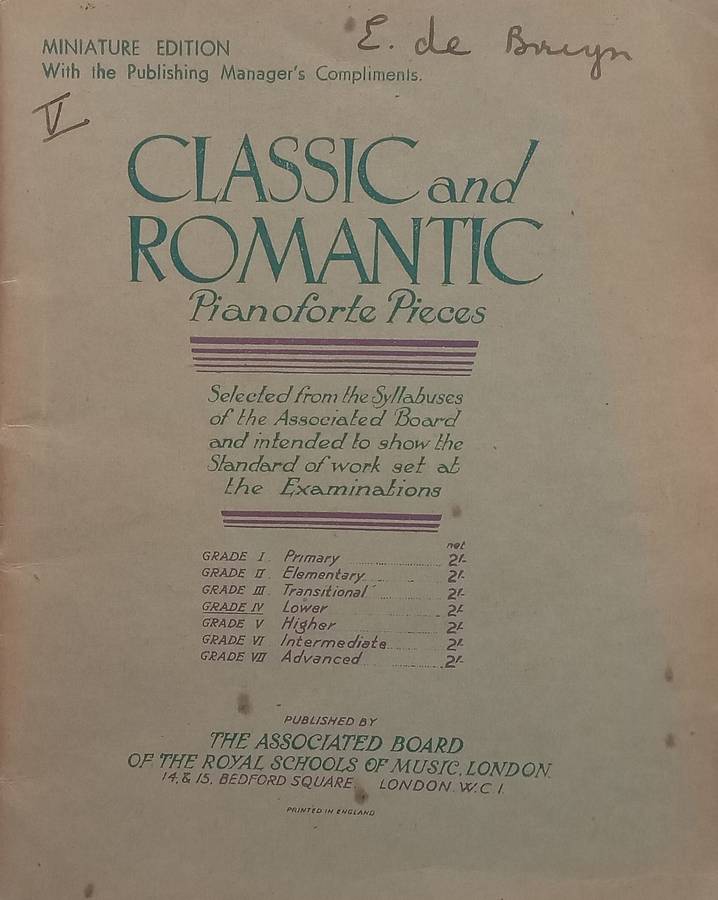 E. de Bruyn
MINIATURE EDITION
With the Publishing Manager's Compliments.
V
CLASSIC and
ROMANTIC
Pianoforte Pieces
Selected from the Syllabuses
of the Associated Board
and intended to show the
Standard of work set at
the Examinations
net
GRADE I. Primary 2/-
GRADE II Elementary 2/-
GRADE III Transitional 2/-
GRADE IV Lower 2/-
GRADE V Higher 2/-
GRADE VI Intermediate 2/-
GRADE VII Advanced 2/-
PUBLISHED BY
THE ASSOCIATED BOARD
OF THE ROYAL SCHOOLS OF MUSIC, LONDON
14, & 15, BEDFORD SQUARE, LONDON. W.C.1.
PRINTED IN ENGLAND